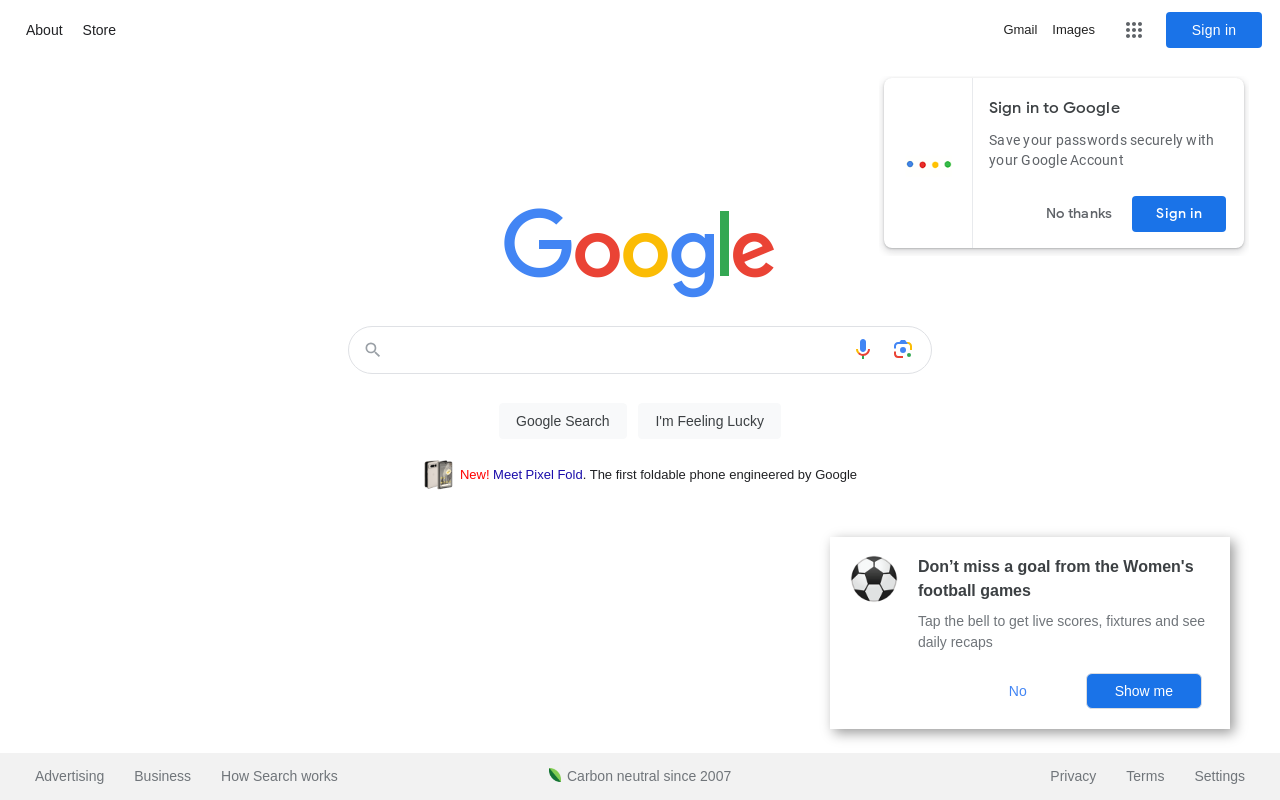 About Store
Gmail Images Sign in
Sign in to Google
Save your passwords securely with
your Google Account
No thanks Sign in
Google
Google Search I'm Feeling Lucky
New! Meet Pixel Fold. The first foldable phone engineered by Google
Don’t miss a goal from the Women's
football games
Tap the bell to get live scores, fixtures and see
daily recaps
No Show me
Advertising Business How Search works Carbon neutral since 2007 Privacy Terms Settings